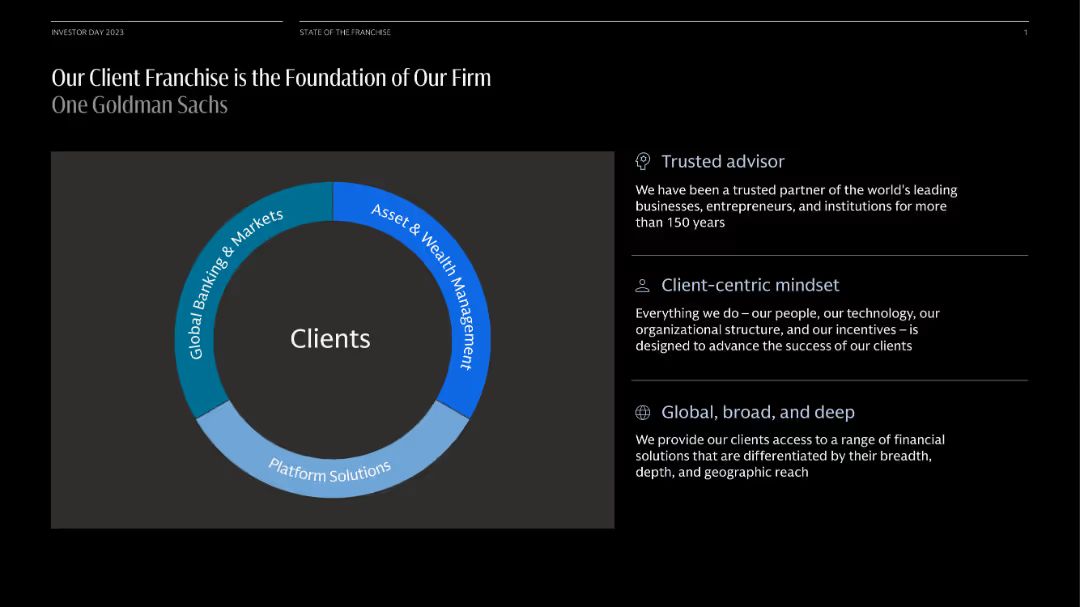 INVESTOR DAY 2023
STATE OF THE FRANCHISE
1
Our Client Franchise is the Foundation of Our Firm
One Goldman Sachs
Global Banking & Markets
Asset & Wealth Management
Clients
Platform Solutions
Trusted advisor
We have been a trusted partner of the world's leading
businesses, entrepreneurs, and institutions for more
than 150 years
Client-centric mindset
Everything we do – our people, our technology, our
organizational structure, and our incentives – is
designed to advance the success of our clients
Global, broad, and deep
We provide our clients access to a range of financial
solutions that are differentiated by their breadth,
depth, and geographic reach